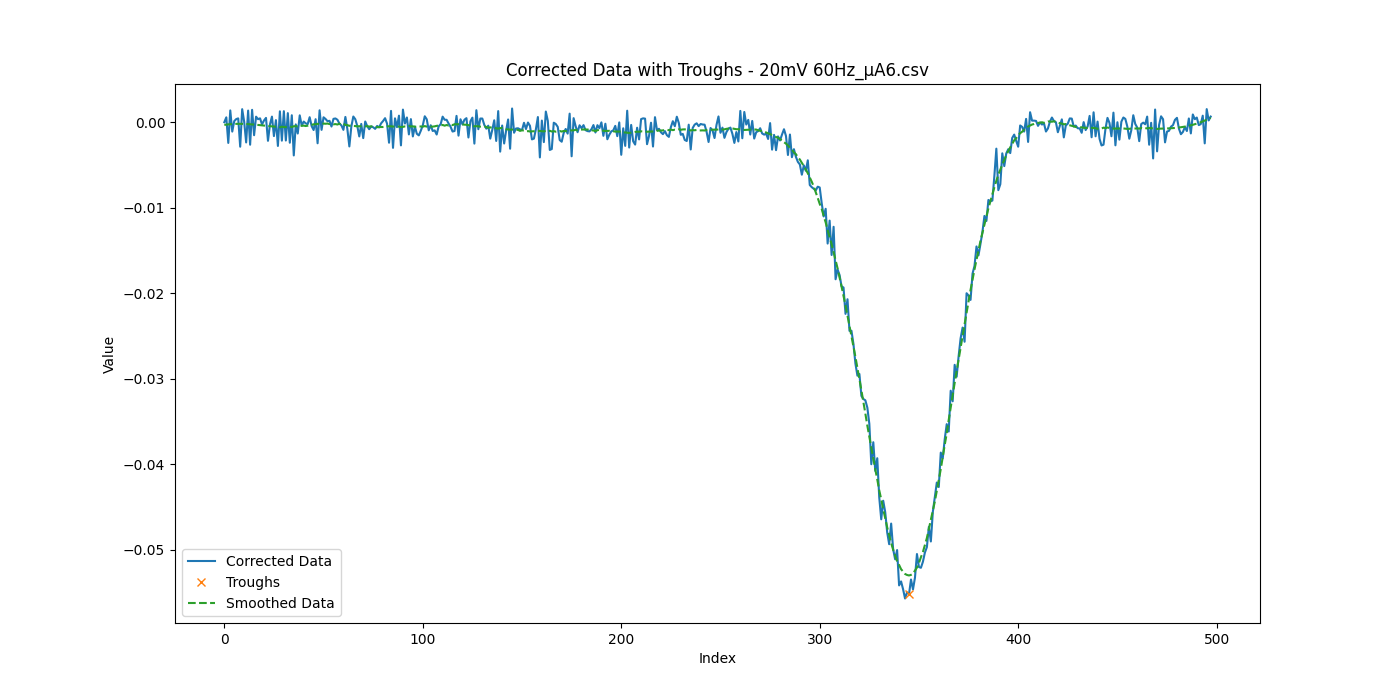 Corrected Data with Troughs - 20mV 60Hz_µA6.csv
Value
0.00
−0.01
−0.02
−0.03
−0.04
−0.05
Corrected Data
Troughs
Smoothed Data
0
100
200
300
400
500
Index